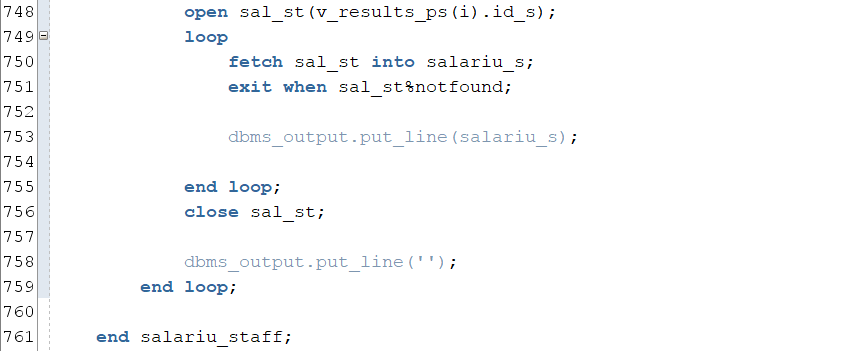 748 open sal_st(v_results_ps(i).id_s);
749 loop
750 fetch sal_st into salariu_s;
751 exit when sal_st%notfound;
752
753 dbms_output.put_line(salariu_s);
754
755 end loop;
756 close sal_st;
757
758 dbms_output.put_line('');
759 end loop;
760
761 end salariu_staff;